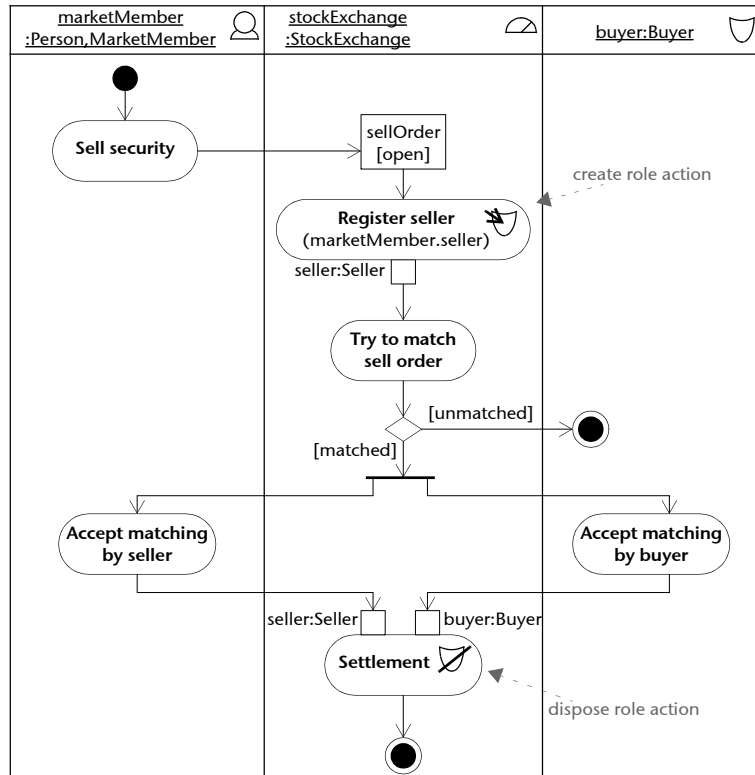 marketMember
:Person,MarketMember
stockExchange
:StockExchange
buyer:Buyer
Sell security
sellOrder
[open]
create role action
Register seller
(marketMember.seller)
seller:Seller
Try to match
sell order
[unmatched]
[matched]
Accept matching
by seller
Accept matching
by buyer
seller:Seller
buyer:Buyer
Settlement
dispose role action